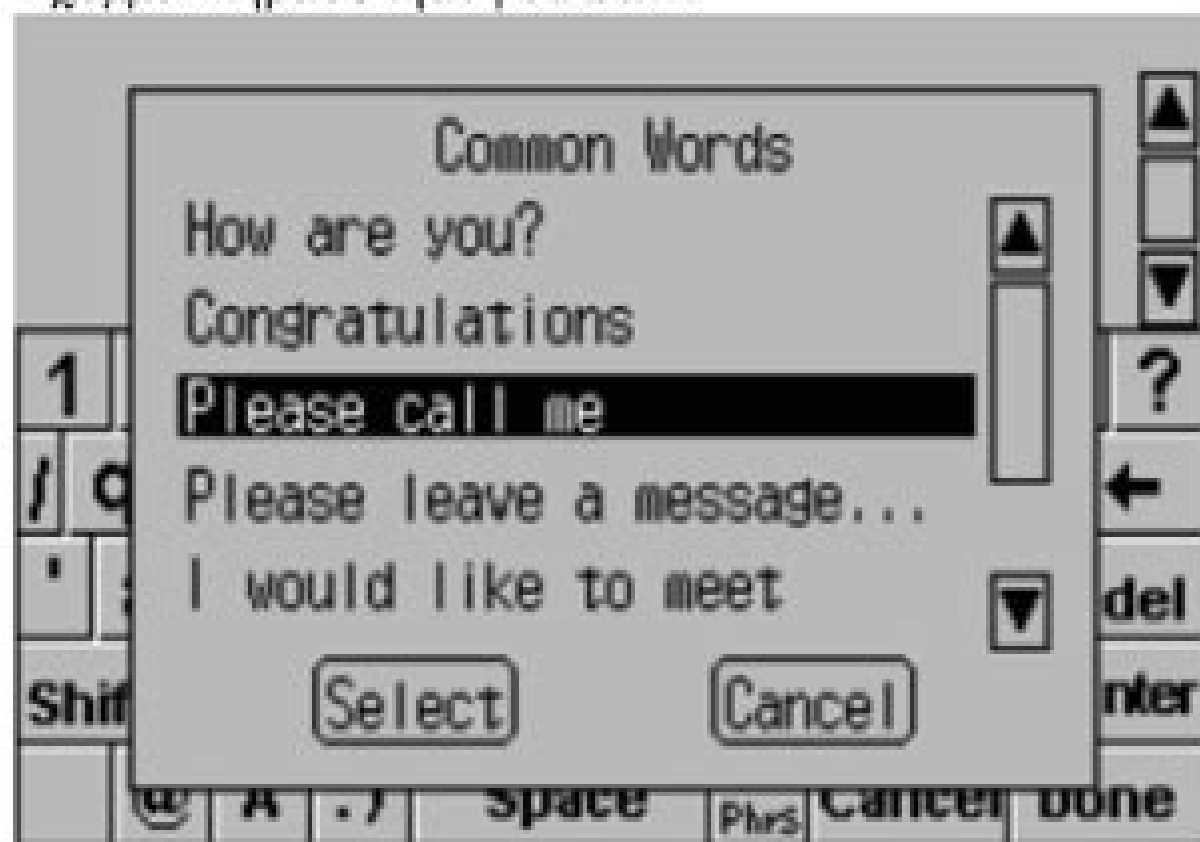 Common Words
How are you?
Congratulations
Please call me
Please leave a message...
I would like to meet
Select Cancel
1 ?
/ q ←
' del
Shif nter
@ A .) Space Phrs Cancel Done